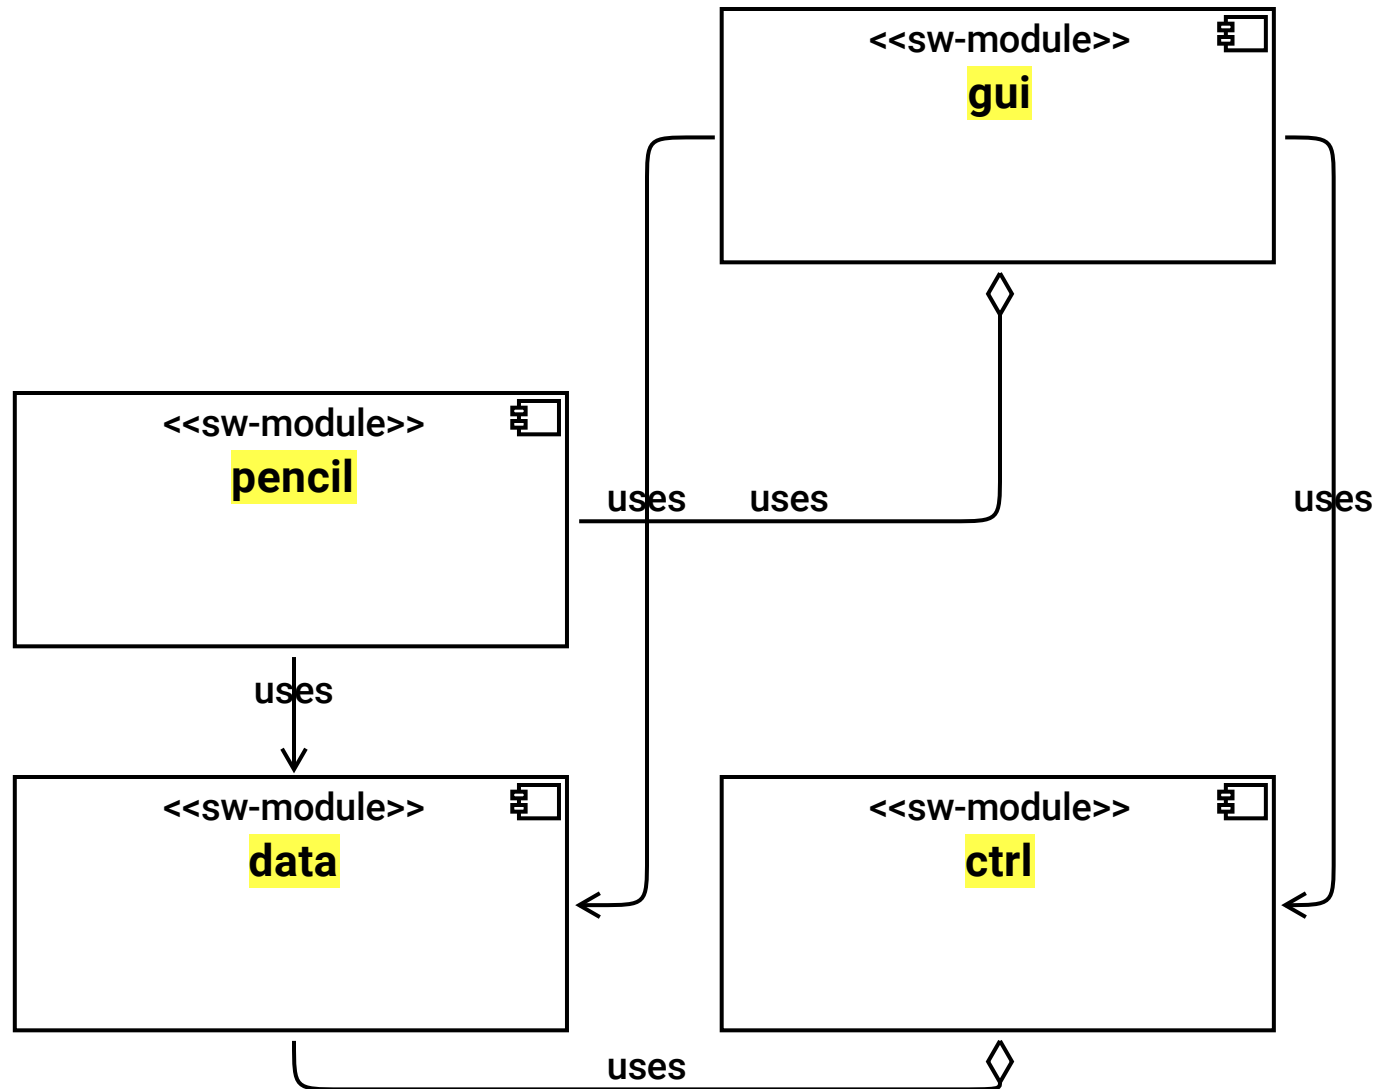 <<sw-module>>
gui
<<sw-module>>
pencil
uses
uses
uses
uses
<<sw-module>>
data
<<sw-module>>
ctrl
uses